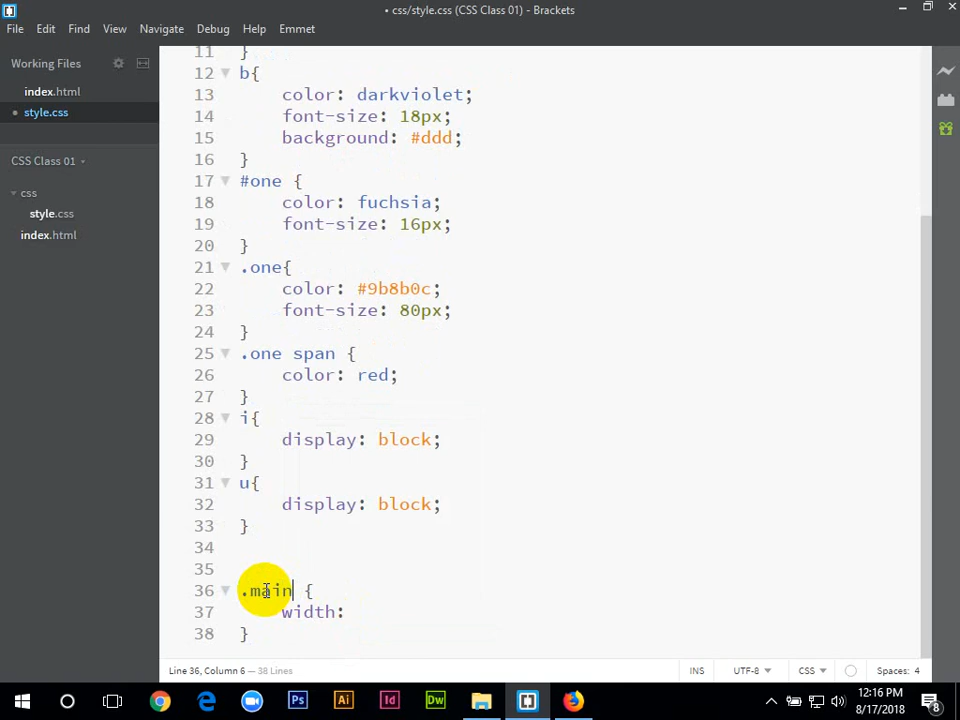 • css/style.css (CSS Class 01) - Brackets
File Edit Find View Navigate Debug Help Emmet
Working Files
index.html
• style.css
CSS Class 01
css
style.css
index.html
11 }
12 b{
13 color: darkviolet;
14 font-size: 18px;
15 background: #ddd;
16 }
17 #one {
18 color: fuchsia;
19 font-size: 16px;
20 }
21 .one{
22 color: #9b8b0c;
23 font-size: 80px;
24 }
25 .one span {
26 color: red;
27 }
28 i{
29 display: block;
30 }
31 u{
32 display: block;
33 }
34
35
36 .main {
37 width:
38 }
Line 36, Column 6 — 38 Lines
INS UTF-8 CSS Spaces: 4
Ps Ai Id Dw
12:16 PM
8/17/2018
8